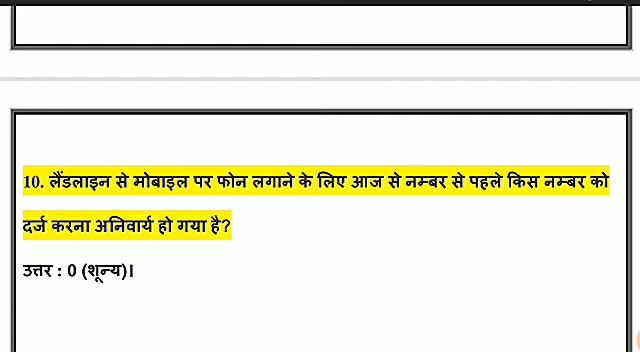 10. लैंडलाइन से मोबाइल पर फोन लगाने के लिए आज से नम्बर से पहले किस नम्बर को
दर्ज करना अनिवार्य हो गया है?
उत्तर : 0 (शून्य)।